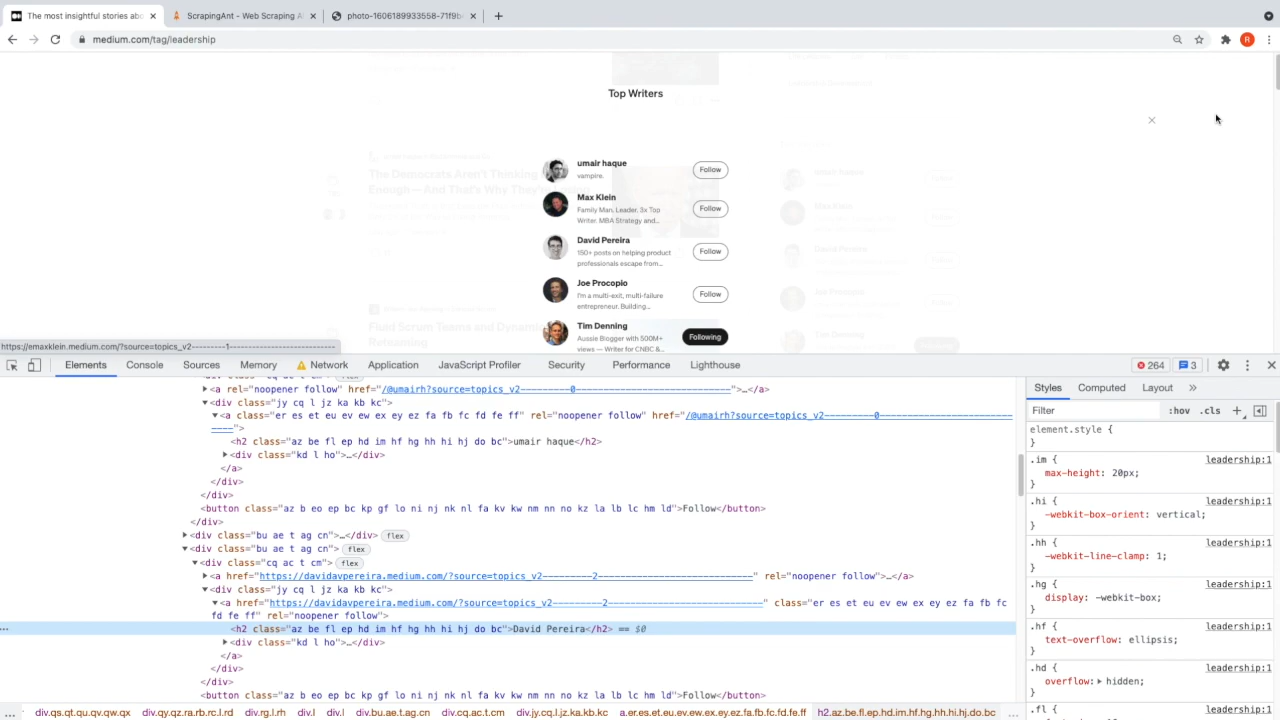 The most insightful stories abo
ScrapingAnt - Web Scraping A
photo-1606189933558-71f9b
medium.com/tag/leadership
R
Top Writers
umair haque
vampire.
Follow
Max Klein
Family Man, Leader, 3x Top
Writer. MBA Strategy and...
Follow
David Pereira
150+ posts on helping product
professionals escape from...
Follow
Joe Procopio
I'm a multi-exit, multi-failure
entrepreneur. Building...
Follow
Tim Denning
Aussie Blogger with 500M+
views — Writer for CNBC &...
Following
The Democrats Aren't Thinking
Enough—And That's Why They're
Fluid Scrum Teams and Dynamic
Reteaming
https://emaxklein.medium.com/?source=topics_v2---------1----------------------------
Elements Console Sources Memory Network Application JavaScript Profiler Security Performance Lighthouse 264 3
<a rel="noopener follow" href="/@umairh?source=topics_v2---------0----------------------------">…</a>
<div class="jy cq l jz ka kb kc">
<a class="er es et eu ev ew ex ey ez fa fb fc fd fe ff" rel="noopener follow" href="/@umairh?source=topics_v2---------0------------------------
----">
<h2 class="az be fl ep hd im hf hg hh hi hj do bc">umair haque</h2>
<div class="kd l ho">…</div>
</a>
</div>
</div>
<button class="az b eo ep bc kp gf lo ni nj nk nl fa kv kw nm nn no kz la lb lc hm ld">Follow</button>
</div>
<div class="bu ae t ag cn">…</div> flex
<div class="bu ae t ag cn"> flex
<div class="cq ac t cm"> flex
<a href="https://davidavpereira.medium.com/?source=topics_v2---------2----------------------------" rel="noopener follow">…</a>
<div class="jy cq l jz ka kb kc">
<a href="https://davidavpereira.medium.com/?source=topics_v2---------2----------------------------" class="er es et eu ev ew ex ey ez fa fb fc
fd fe ff" rel="noopener follow">
<h2 class="az be fl ep hd im hf hg hh hi hj do bc">David Pereira</h2> == $0
<div class="kd l ho">…</div>
</a>
</div>
</div>
<button class="az b eo ep bc kp gf lo ni nj nk nl fa kv kw nm nn no kz la lb lc hm ld">Follow</button>
... div.qs.qt.qu.qv.qw.qx div.qy.qz.ra.rb.rc.l.rd div.rg.l.rh div.l div.l div.bu.ae.t.ag.cn div.cq.ac.t.cm div.jy.cq.l.jz.ka.kb.kc a.er.es.et.eu.ev.ew.ex.ey.ez.fa.fb.fc.fd.fe.ff h2.az.be.fl.ep.hd.im.hf.hg.hh.hi.hj.do.bc ...
Styles Computed Layout
Filter :hov .cls
element.style {
}
.im { leadership:1
max-height: 20px;
}
.hi { leadership:1
-webkit-box-orient: vertical;
}
.hh { leadership:1
-webkit-line-clamp: 1;
}
.hg { leadership:1
display: -webkit-box;
}
.hf { leadership:1
text-overflow: ellipsis;
}
.hd { leadership:1
overflow: hidden;
}
.fl { leadership:1